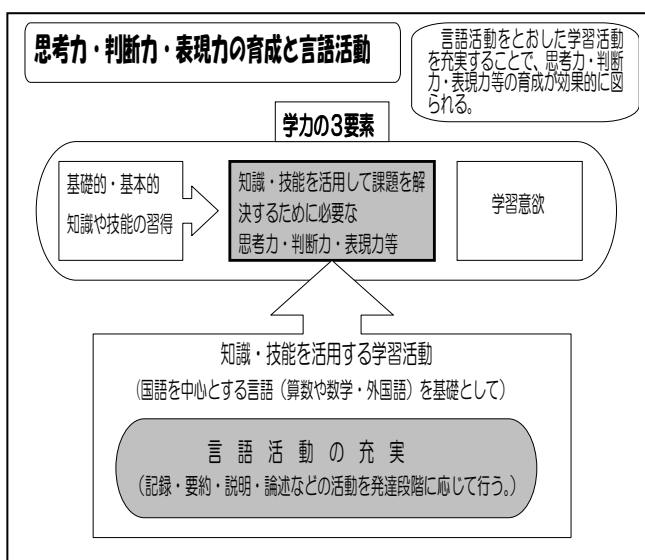 思考力・判断力・表現力の育成と言語活動
言語活動をとおした学習活動
を充実することで、思考力・判断
力・表現力等の育成が効果的に図
られる。
学力の3要素
基礎的・基本的
知識や技能の習得
知識・技能を活用して課題を解
決するために必要な
思考力・判断力・表現力等
学習意欲
知識・技能を活用する学習活動
(国語を中心とする言語(算数や数学・外国語)を基礎として)
言語活動の充実
(記録・要約・説明・論述などの活動を発達段階に応じて行う。)